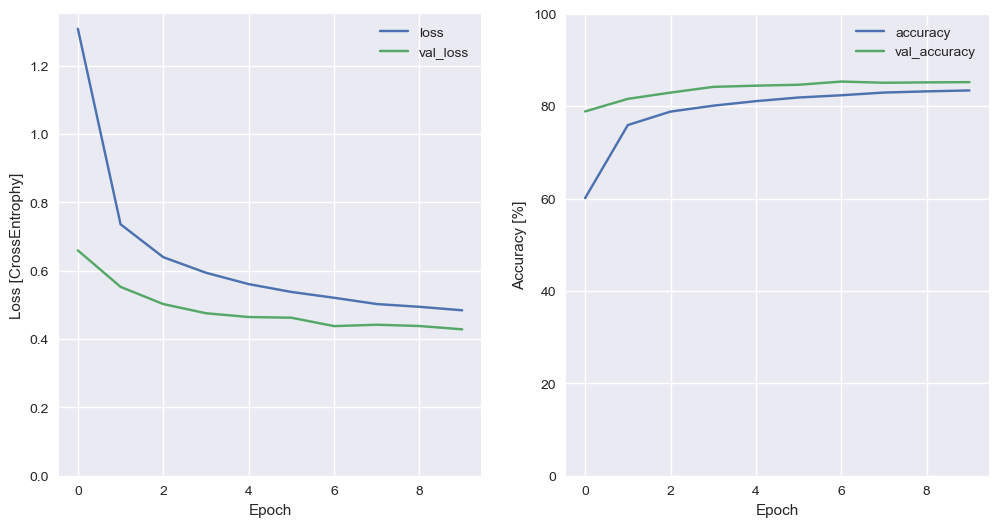 loss
val_loss
1.2
1.0
0.8
0.6
0.4
0.2
0.0
Loss [CrossEntrophy]
0 2 4 6 8
Epoch
accuracy
val_accuracy
100
80
60
40
20
0
Accuracy [%]
0 2 4 6 8
Epoch